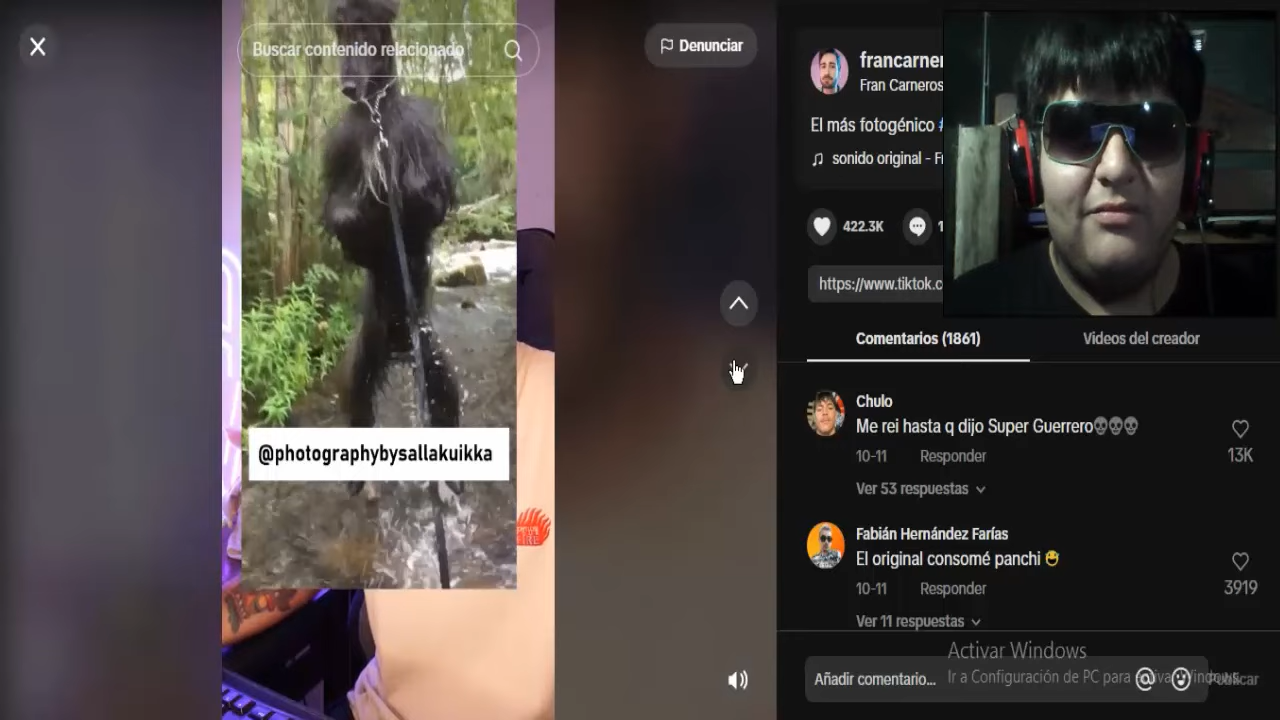 Buscar contenido relacionado
Denunciar
@photographybysallakuikka
francarner
Fran Carneros
El más fotogénico
sonido original - Fr
422.3K
https://www.tiktok.c
Comentarios (1861)
Videos del creador
Chulo
Me rei hasta q dijo Super Guerrero💀💀💀
10-11 Responder
13K
Ver 53 respuestas
Fabián Hernández Farías
El original consomé panchi 😄
10-11 Responder
3919
Ver 11 respuestas
Activar Windows
Añadir comentario...
Ir a Configuración de PC para activar Windows.